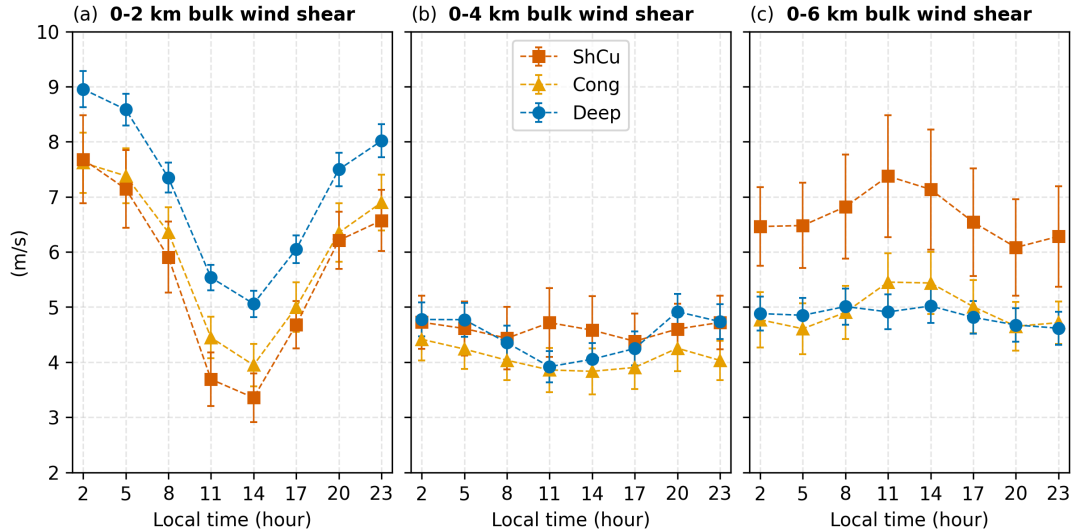 (a) 0-2 km bulk wind shear
(b) 0-4 km bulk wind shear
(c) 0-6 km bulk wind shear
ShCu
Cong
Deep
(m/s)
10
9
8
7
6
5
4
3
2
2 5 8 11 14 17 20 23
2 5 8 11 14 17 20 23
2 5 8 11 14 17 20 23
Local time (hour)
Local time (hour)
Local time (hour)